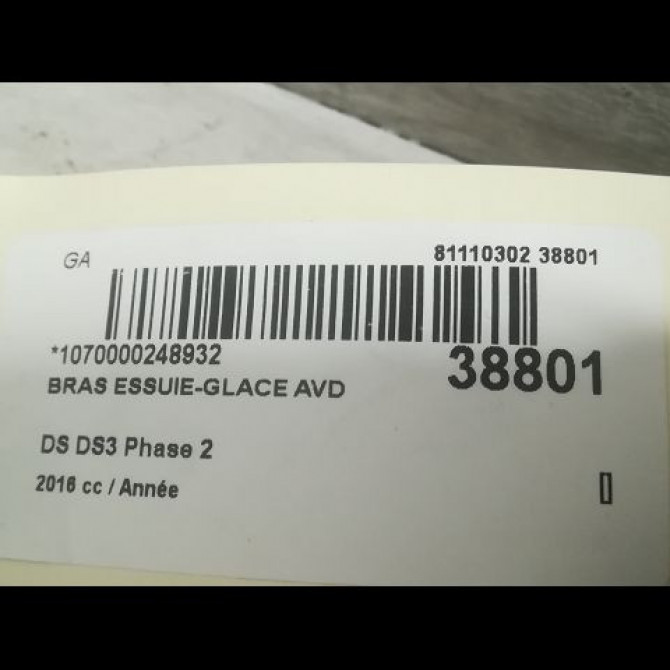 GA
81110302 38801
*1070000248932
38801
BRAS ESSUIE-GLACE AVD
DS DS3 Phase 2
2016 cc / Année